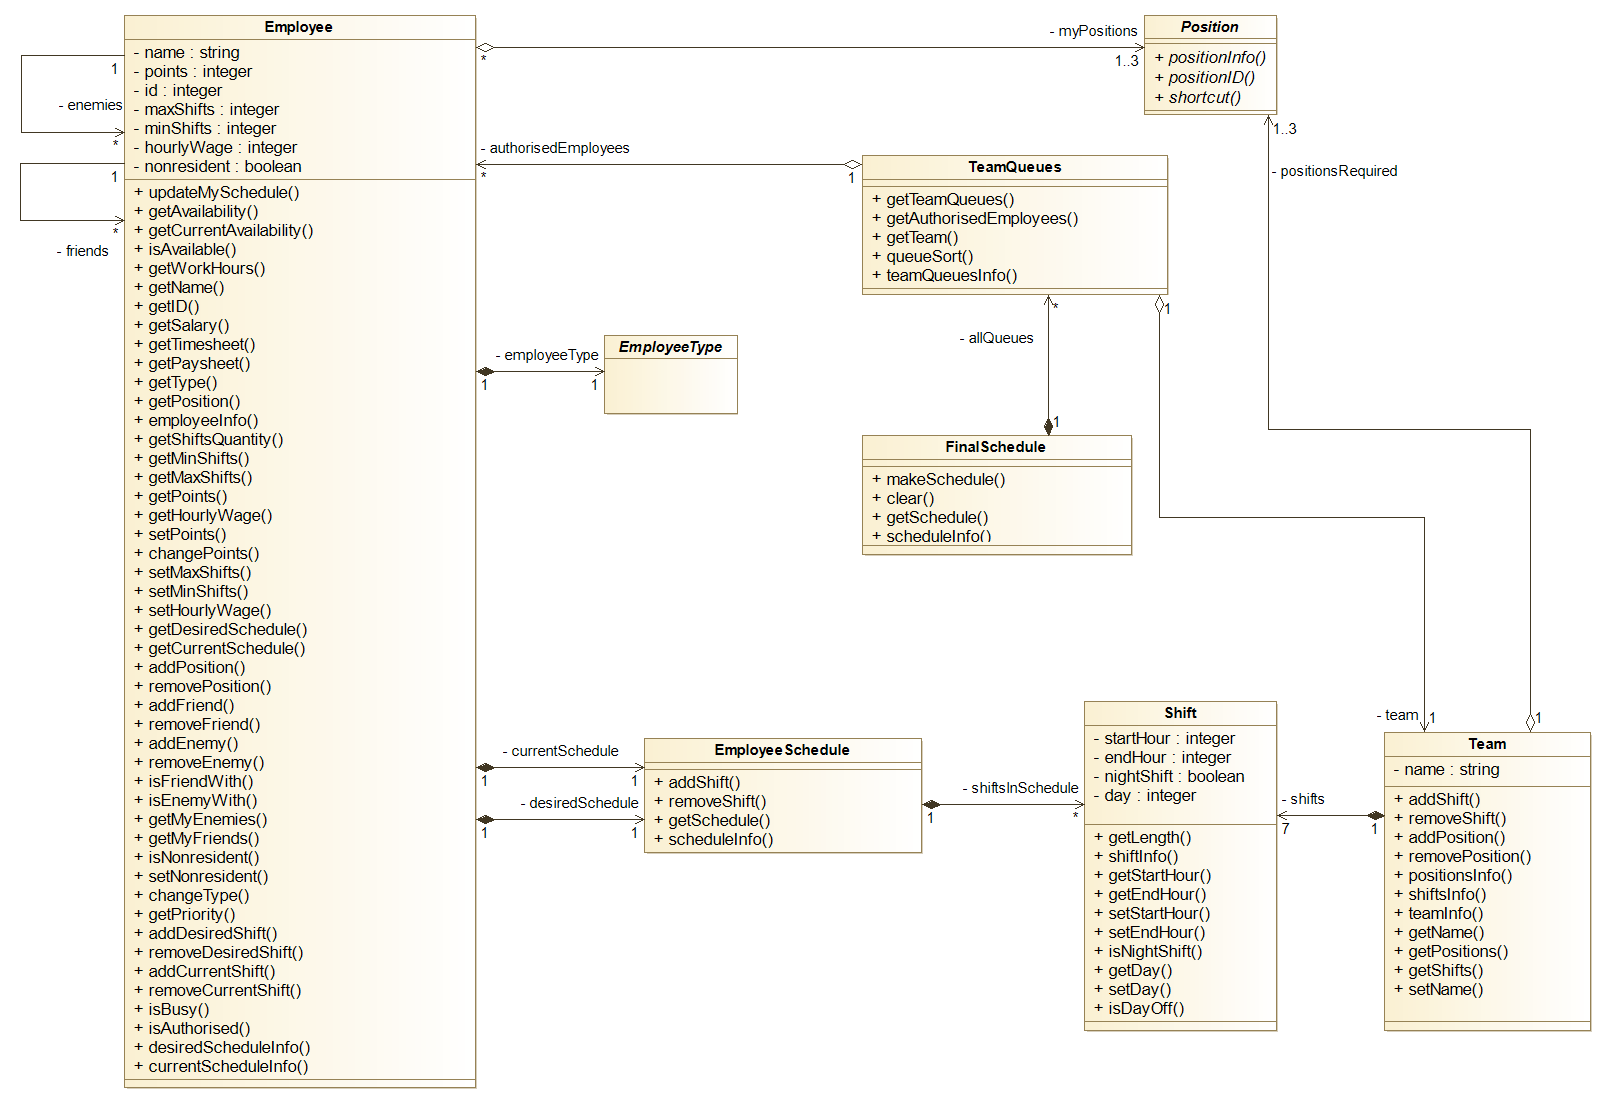 Employee
- name : string
- points : integer
- id : integer
- maxShifts : integer
- minShifts : integer
- hourlyWage : integer
- nonresident : boolean
+ updateMySchedule()
+ getAvailability()
+ getCurrentAvailability()
+ isAvailable()
+ getWorkHours()
+ getName()
+ getID()
+ getSalary()
+ getTimesheet()
+ getPaysheet()
+ getType()
+ getPosition()
+ employeeInfo()
+ getShiftsQuantity()
+ getMinShifts()
+ getMaxShifts()
+ getPoints()
+ getHourlyWage()
+ setPoints()
+ changePoints()
+ setMaxShifts()
+ setMinShifts()
+ setHourlyWage()
+ getDesiredSchedule()
+ getCurrentSchedule()
+ addPosition()
+ removePosition()
+ addFriend()
+ removeFriend()
+ addEnemy()
+ removeEnemy()
+ isFriendWith()
+ isEnemyWith()
+ getMyEnemies()
+ getMyFriends()
+ isNonresident()
+ setNonresident()
+ changeType()
+ getPriority()
+ addDesiredShift()
+ removeDesiredShift()
+ addCurrentShift()
+ removeCurrentShift()
+ isBusy()
+ isAuthorised()
+ desiredScheduleInfo()
+ currentScheduleInfo()
1
- enemies
*
1
*
- friends
- myPositions
*
1..3
Position
+ positionInfo()
+ positionID()
+ shortcut()
1..3
- positionsRequired
- authorisedEmployees
*
1
TeamQueues
+ getTeamQueues()
+ getAuthorisedEmployees()
+ getTeam()
+ queueSort()
+ teamQueuesInfo()
*
1
- allQueues
1
- employeeType
1
1
EmployeeType
FinalSchedule
+ makeSchedule()
+ clear()
+ getSchedule()
+ scheduleInfo()
- currentSchedule
1
1
- desiredSchedule
1
1
EmployeeSchedule
+ addShift()
+ removeShift()
+ getSchedule()
+ scheduleInfo()
- shiftsInSchedule
1
*
Shift
- startHour : integer
- endHour : integer
- nightShift : boolean
- day : integer
+ getLength()
+ shiftInfo()
+ getStartHour()
+ getEndHour()
+ setStartHour()
+ setEndHour()
+ isNightShift()
+ getDay()
+ setDay()
+ isDayOff()
- shifts
7
1
- team
1
1
Team
- name : string
+ addShift()
+ removeShift()
+ addPosition()
+ removePosition()
+ positionsInfo()
+ shiftsInfo()
+ teamInfo()
+ getName()
+ getPositions()
+ getShifts()
+ setName()